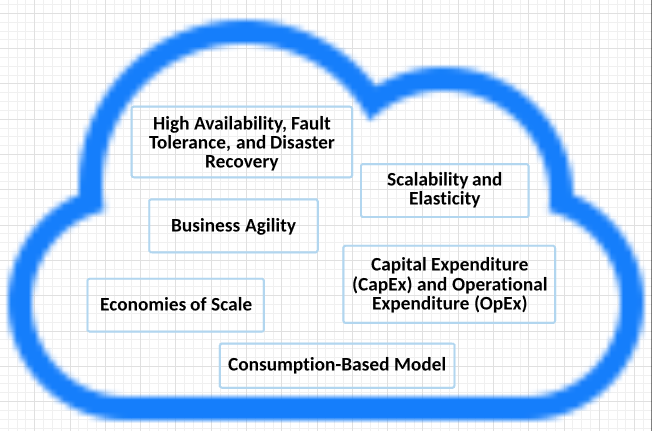 High Availability, Fault
Tolerance, and Disaster
Recovery
Scalability and
Elasticity
Business Agility
Capital Expenditure
(CapEx) and Operational
Expenditure (OpEx)
Economies of Scale
Consumption-Based Model